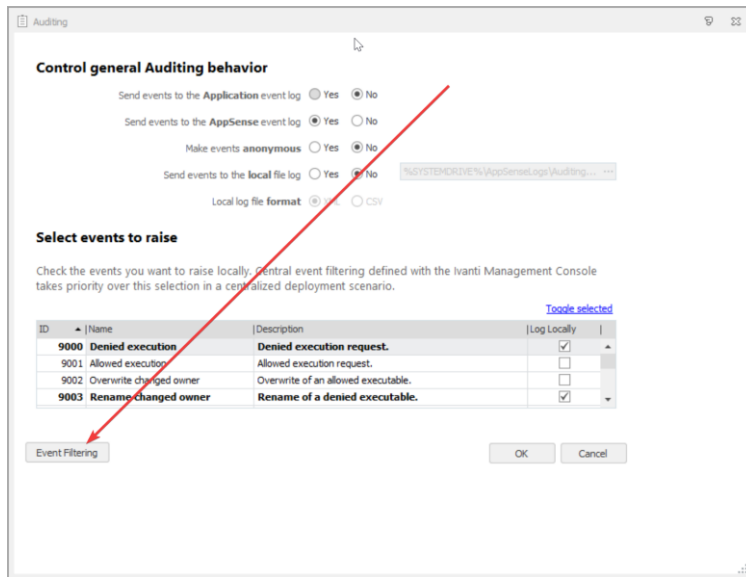 Auditing
Control general Auditing behavior
Send events to the Application event log Yes No
Send events to the AppSense event log Yes No
Make events anonymous Yes No
Send events to the local file log Yes No %SYSTEMDRIVE%\AppSenseLogs\Auditing... ...
Local log file format XML CSV
Select events to raise
Check the events you want to raise locally. Central event filtering defined with the Ivanti Management Console
takes priority over this selection in a centralized deployment scenario.
Toggle selected
ID Name Description Log Locally
9000 Denied execution Denied execution request.
9001 Allowed execution Allowed execution request.
9002 Overwrite changed owner Overwrite of an allowed executable.
9003 Rename changed owner Rename of a denied executable.
Event Filtering OK Cancel